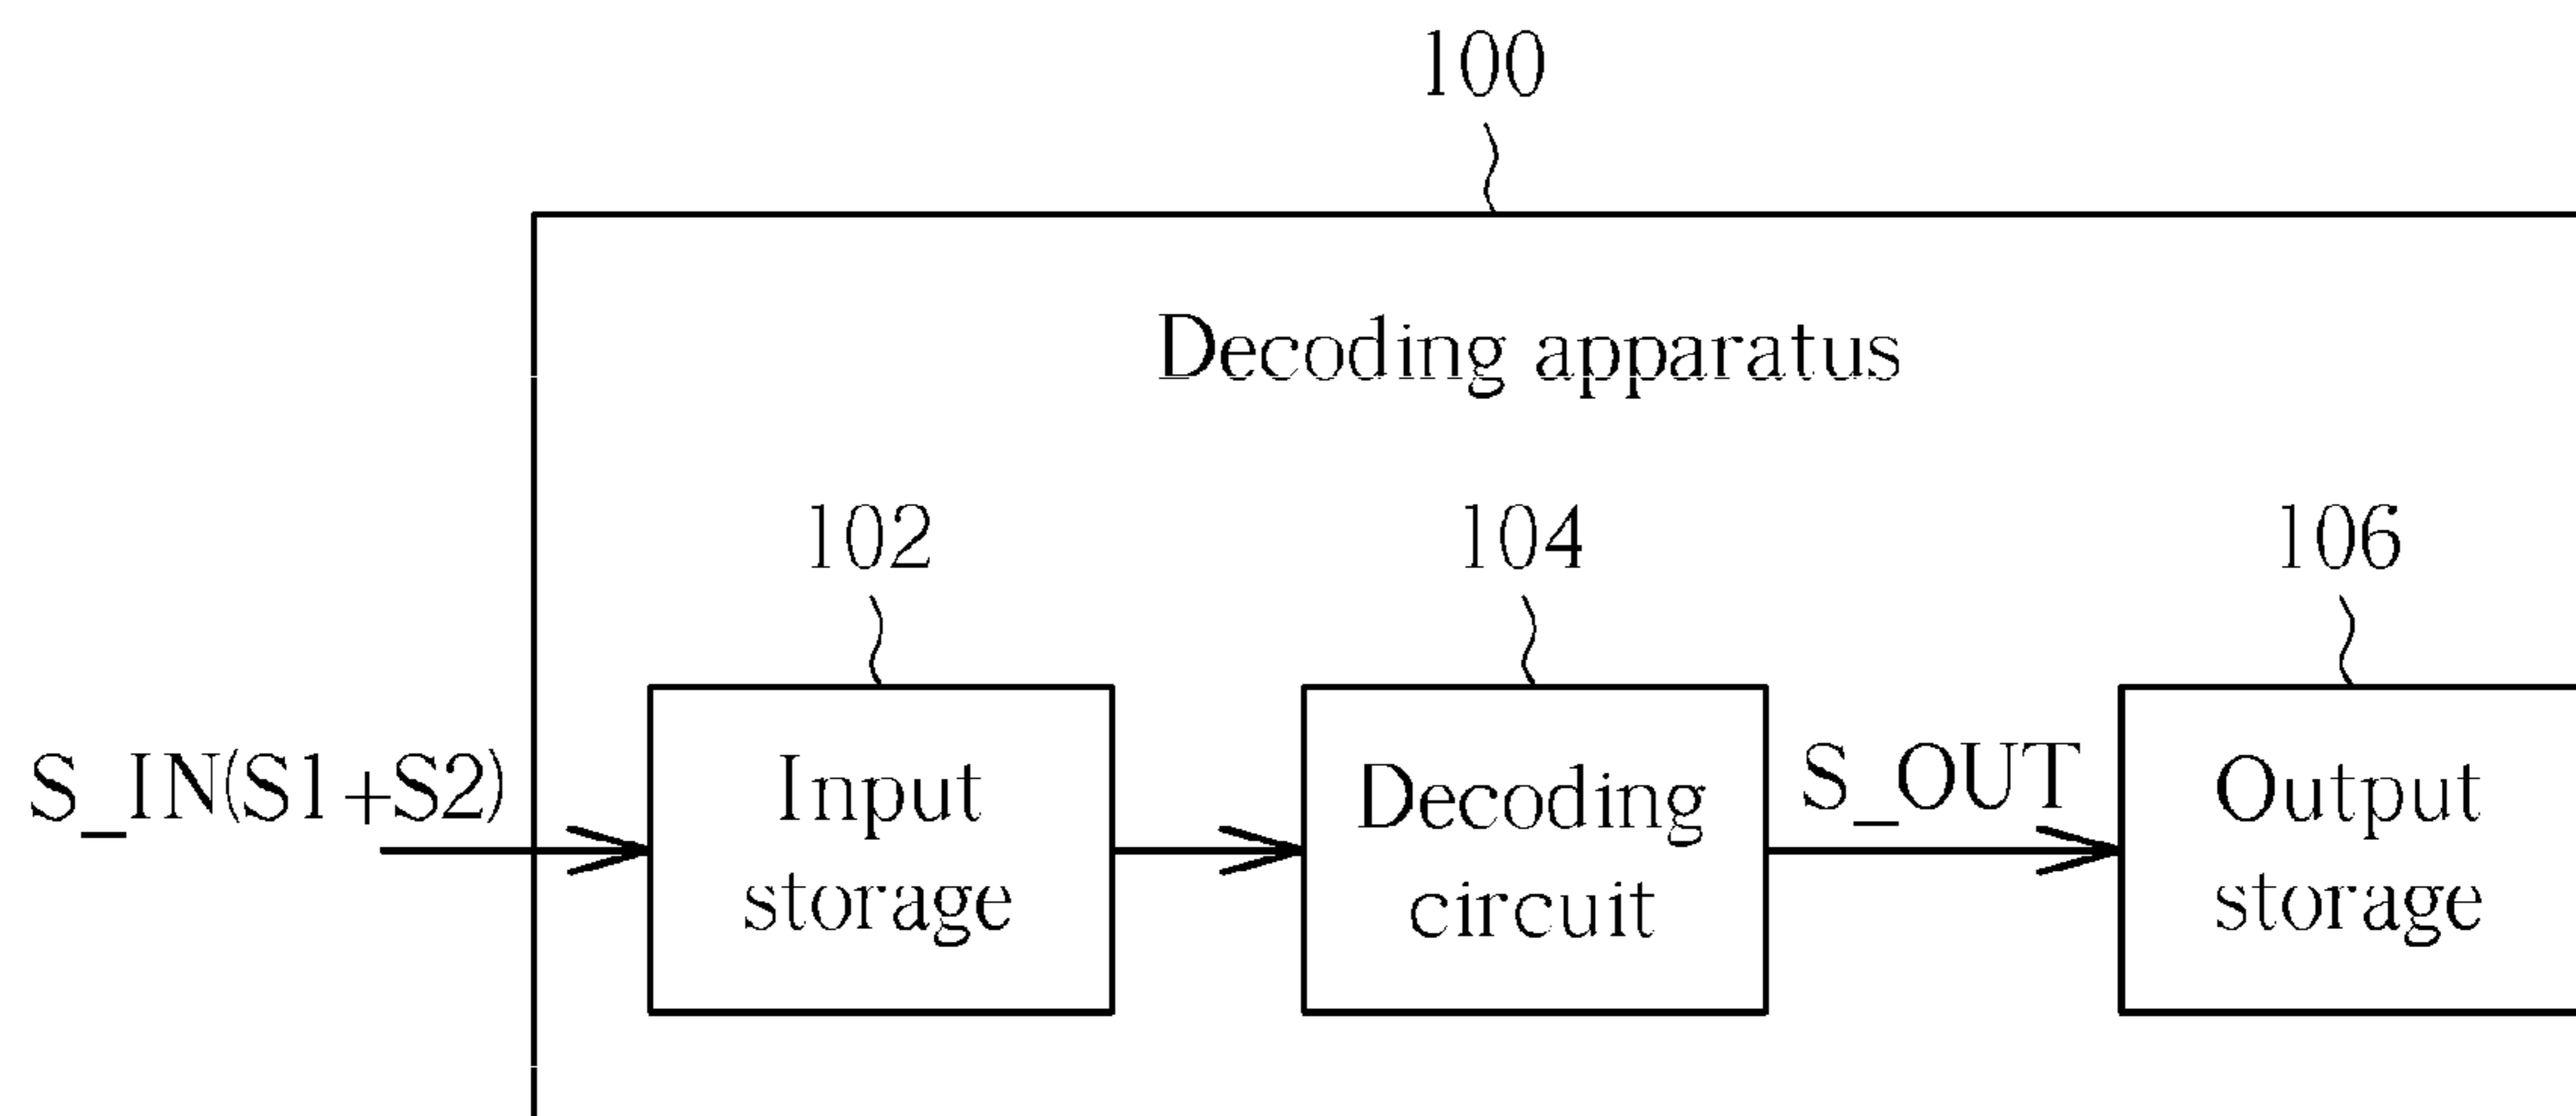 100
Decoding apparatus
102
104
106
S_IN(S1+S2)
Input
storage
Decoding
circuit
S_OUT
Output
storage